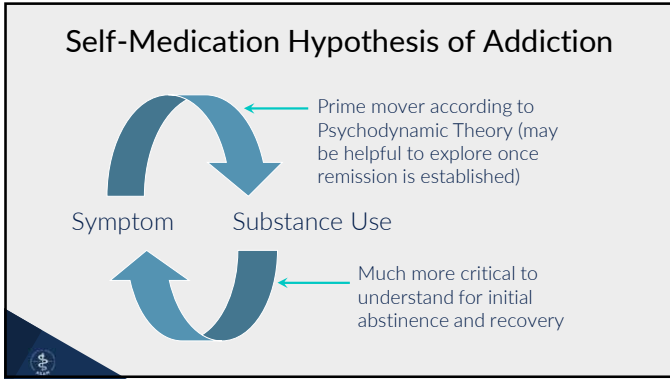 Self-Medication Hypothesis of Addiction
Prime mover according to
Psychodynamic Theory (may
be helpful to explore once
remission is established)
Symptom
Substance Use
Much more critical to
understand for initial
abstinence and recovery